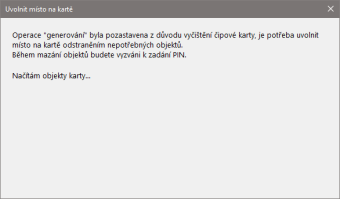 Uvolnit místo na kartě
Operace "generování" byla pozastavena z důvodu vyčištění čipové karty, je potřeba uvolnit
místo na kartě odstraněním nepotřebných objektů.
Během mazání objektů budete vyzváni k zadání PIN.
Načítám objekty karty...